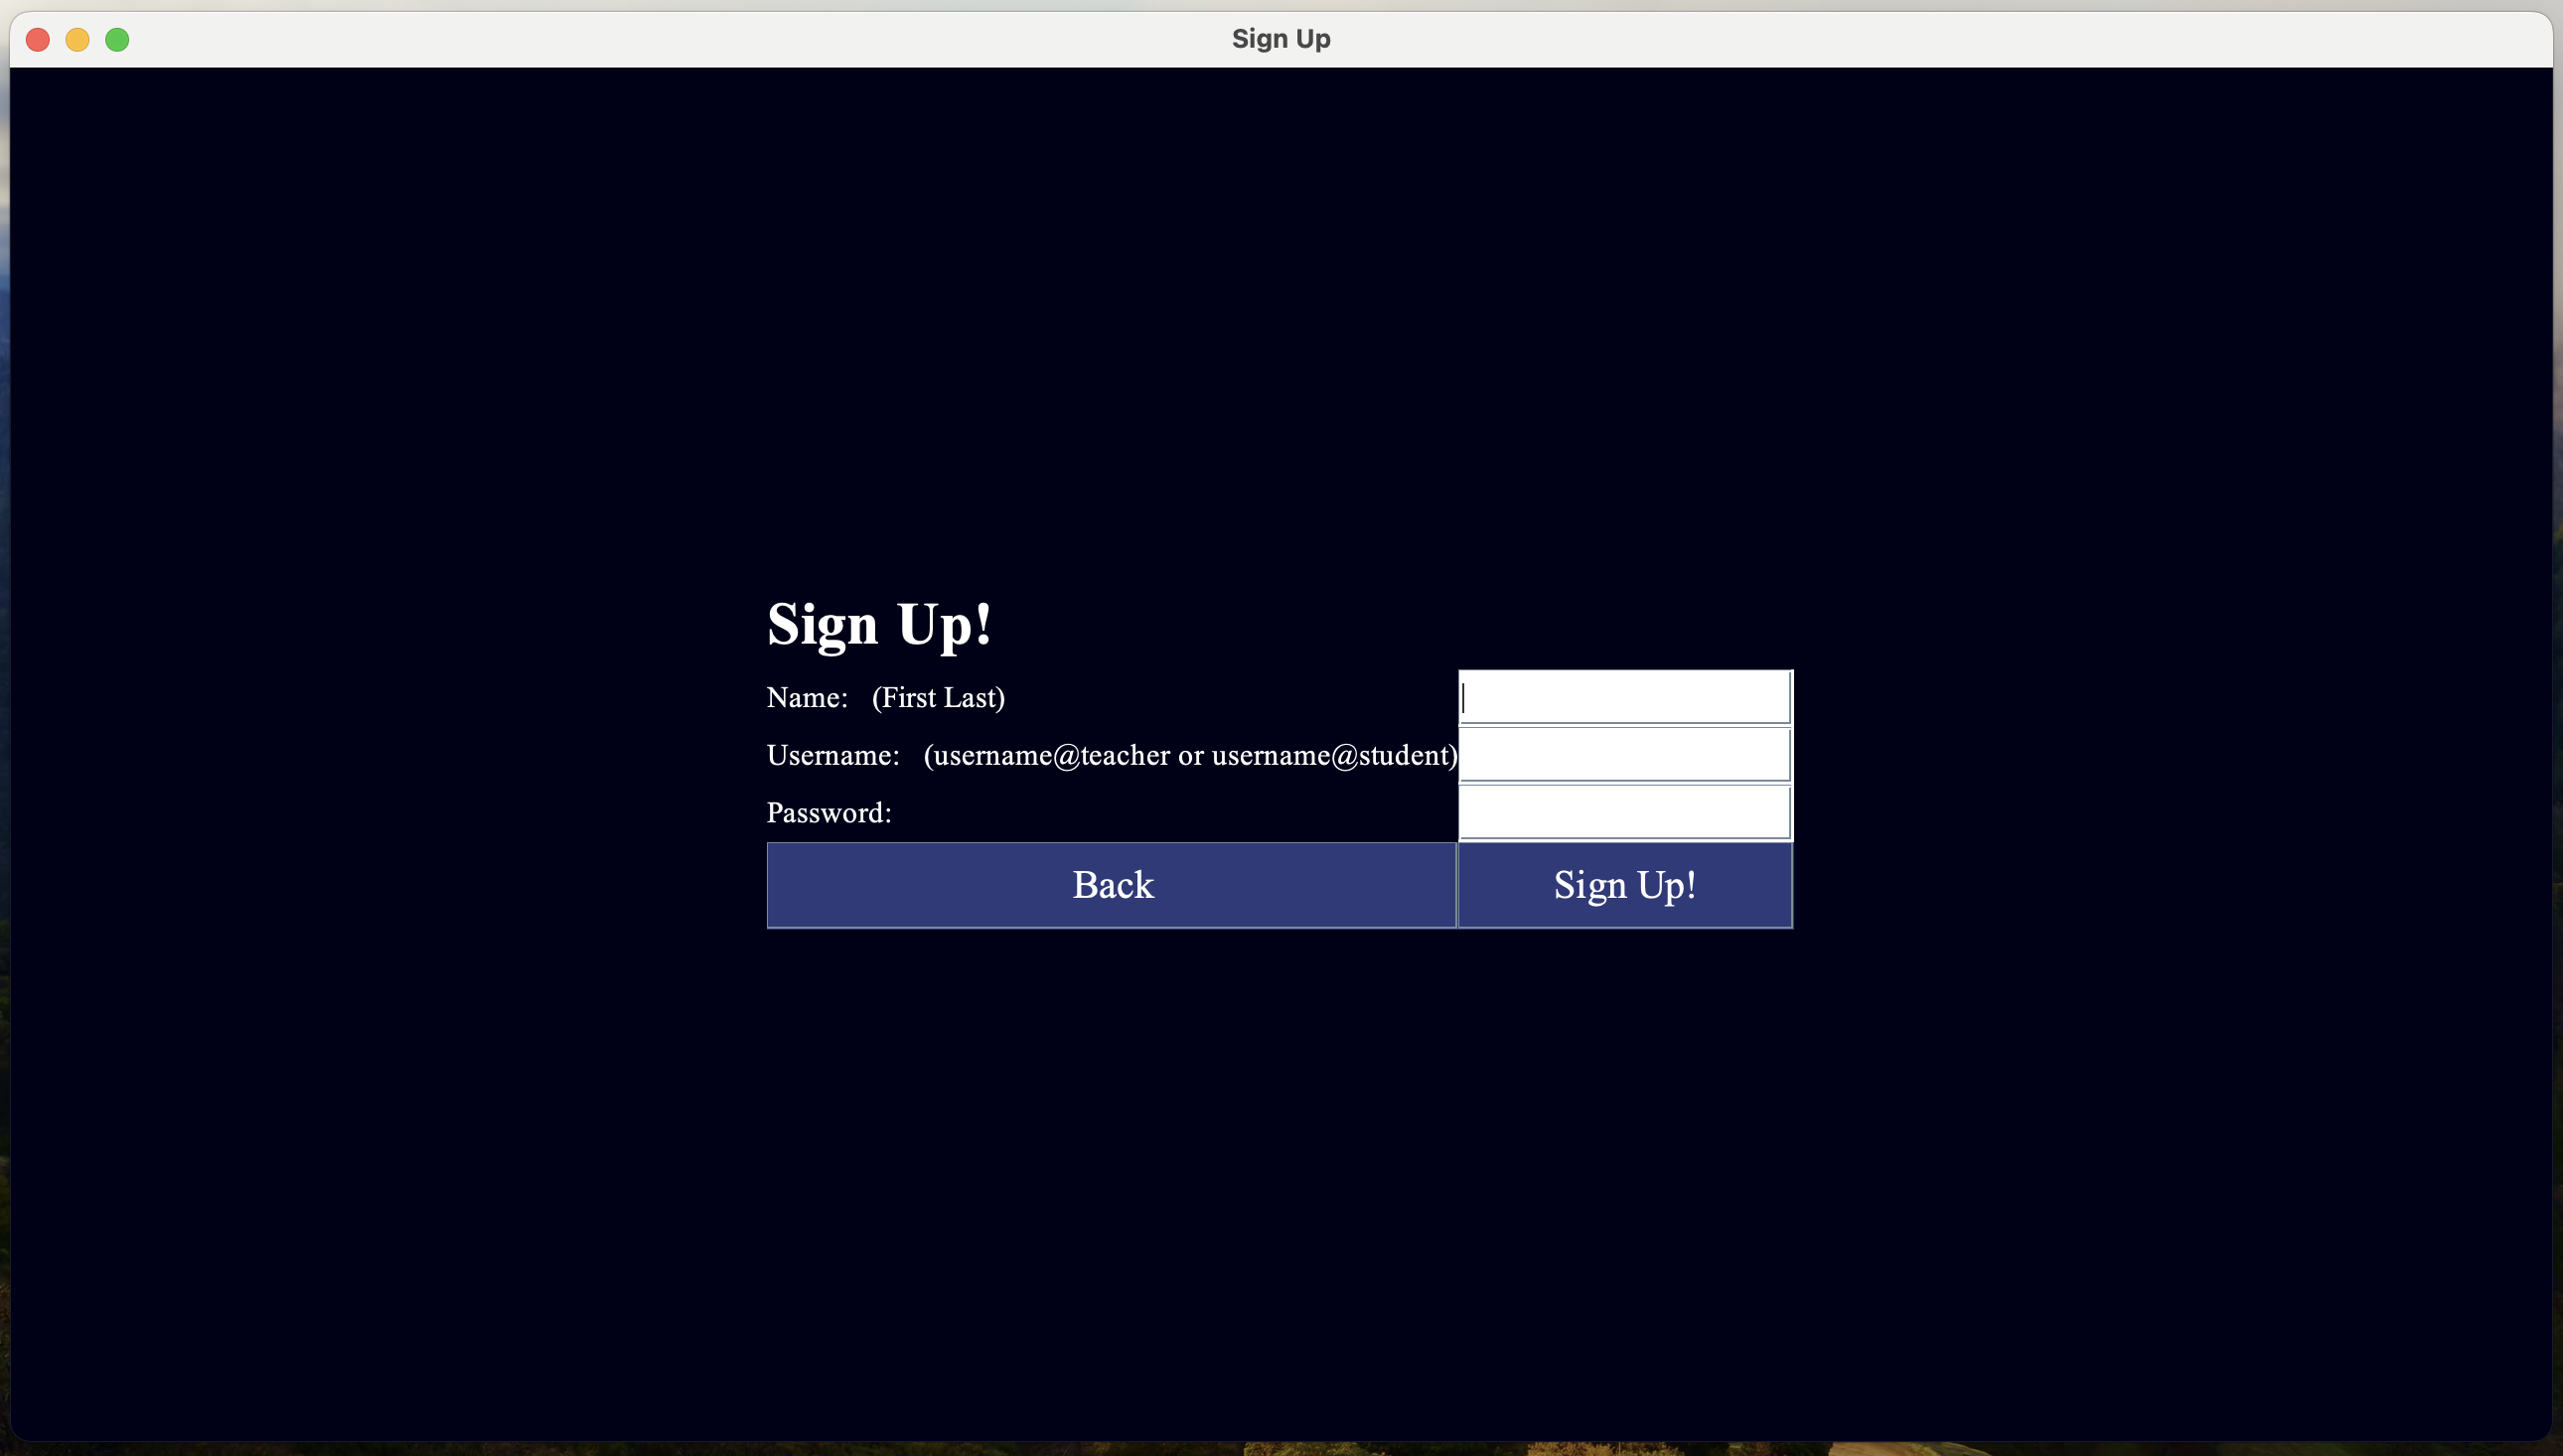 Sign Up
Sign Up!
Name: (First Last)
Username: (username@teacher or username@student)
Password:
Back Sign Up!